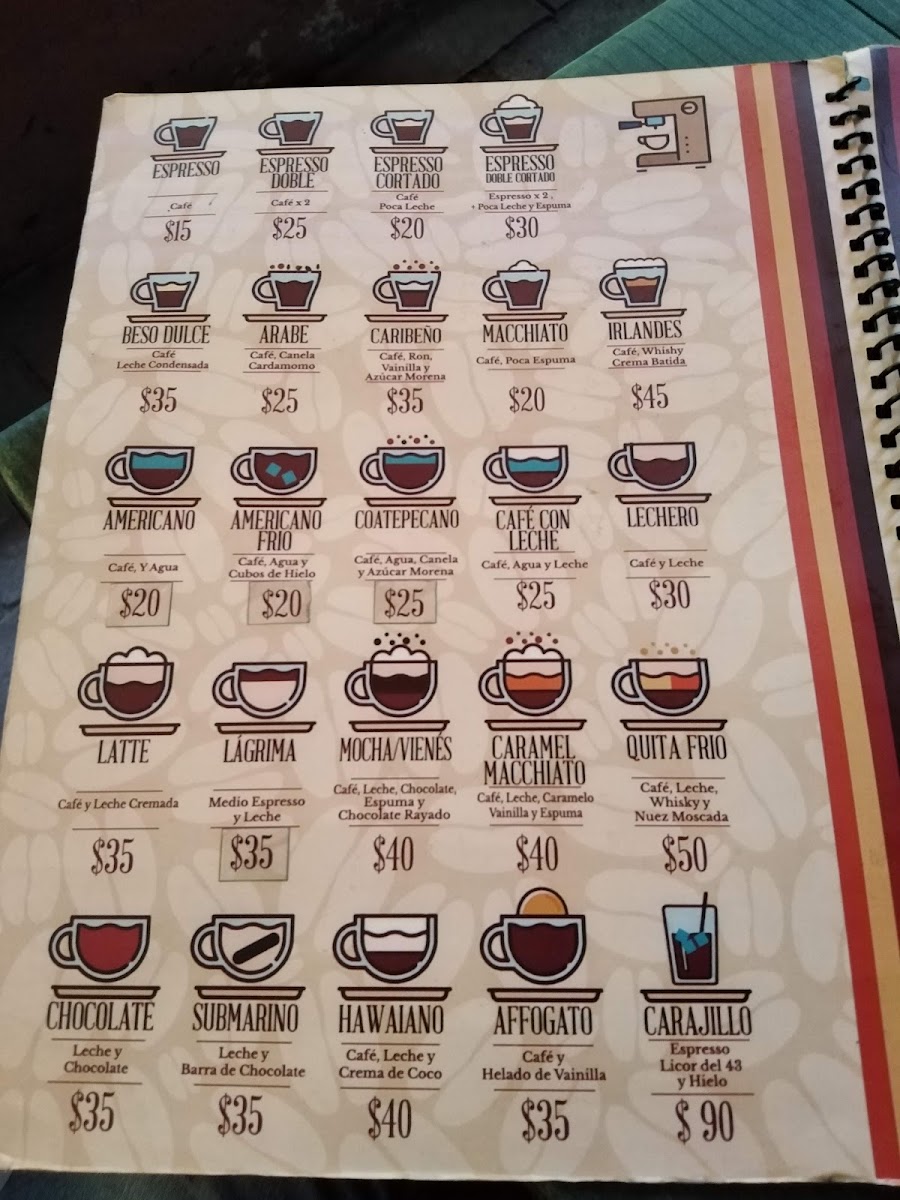 ESPRESSO
Café
$15
ESPRESSO
DOBLE
Café x 2
$25
ESPRESSO
CORTADO
Café
Poca Leche
$20
ESPRESSO
DOBLE CORTADO
Espresso x 2 ,
+ Poca Leche y Espuma
$30
BESO DULCE
Café
Leche Condensada
$35
ARABE
Café, Canela
Cardamomo
$25
CARIBEÑO
Café, Ron,
Vainilla y
Azúcar Morena
$35
MACCHIATO
Café, Poca Espuma
$20
IRLANDES
Café, Whishy
Crema Batida
$45
AMERICANO
Café, Y Agua
$20
AMERICANO
FRIO
Café, Agua y
Cubos de Hielo
$20
COATEPECANO
Café, Agua, Canela
y Azúcar Morena
$25
CAFÉ CON
LECHE
Café, Agua y Leche
$25
LECHERO
Café y Leche
$30
LATTE
Café y Leche Cremada
$35
LÁGRIMA
Medio Espresso
y Leche
$35
MOCHA/VIENÉS
Café, Leche, Chocolate,
Espuma y
Chocolate Rayado
$40
CARAMEL
MACCHIATO
Café, Leche, Caramelo
Vainilla y Espuma
$40
QUITA FRIO
Café, Leche,
Whisky y
Nuez Moscada
$50
CHOCOLATE
Leche y
Chocolate
$35
SUBMARINO
Leche y
Barra de Chocolate
$35
HAWAIANO
Café, Leche y
Crema de Coco
$40
AFFOGATO
Café y
Helado de Vainilla
$35
CARAJILLO
Espresso
Licor del 43
y Hielo
$ 90